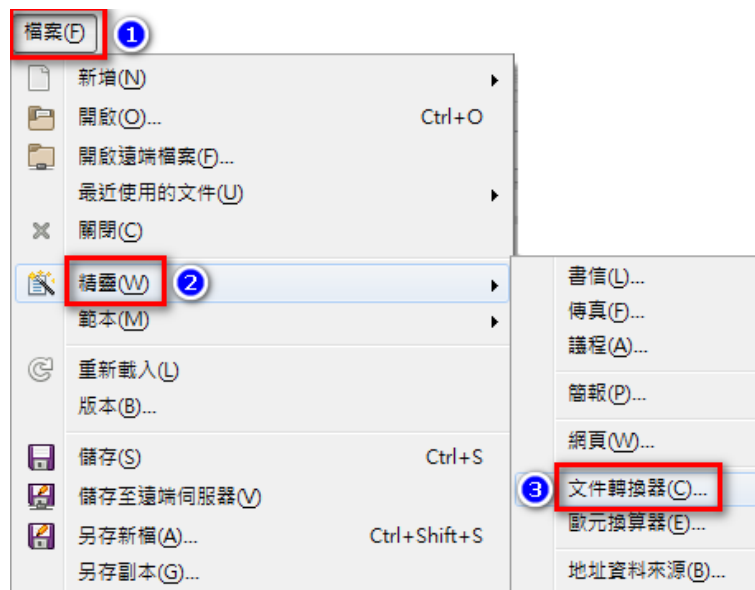 檔案(F) 1
新增(N)
開啟(O)... Ctrl+O
開啟遠端檔案(F)...
最近使用的文件(U)
關閉(C)
精靈(W) 2
範本(M)
重新載入(L)
版本(B)...
儲存(S) Ctrl+S
儲存至遠端伺服器(V)
另存新檔(A)... Ctrl+Shift+S
另存副本(G)...
書信(L)...
傳真(F)...
議程(A)...
簡報(P)...
網頁(W)...
3 文件轉換器(C)...
歐元換算器(E)...
地址資料來源(B)...